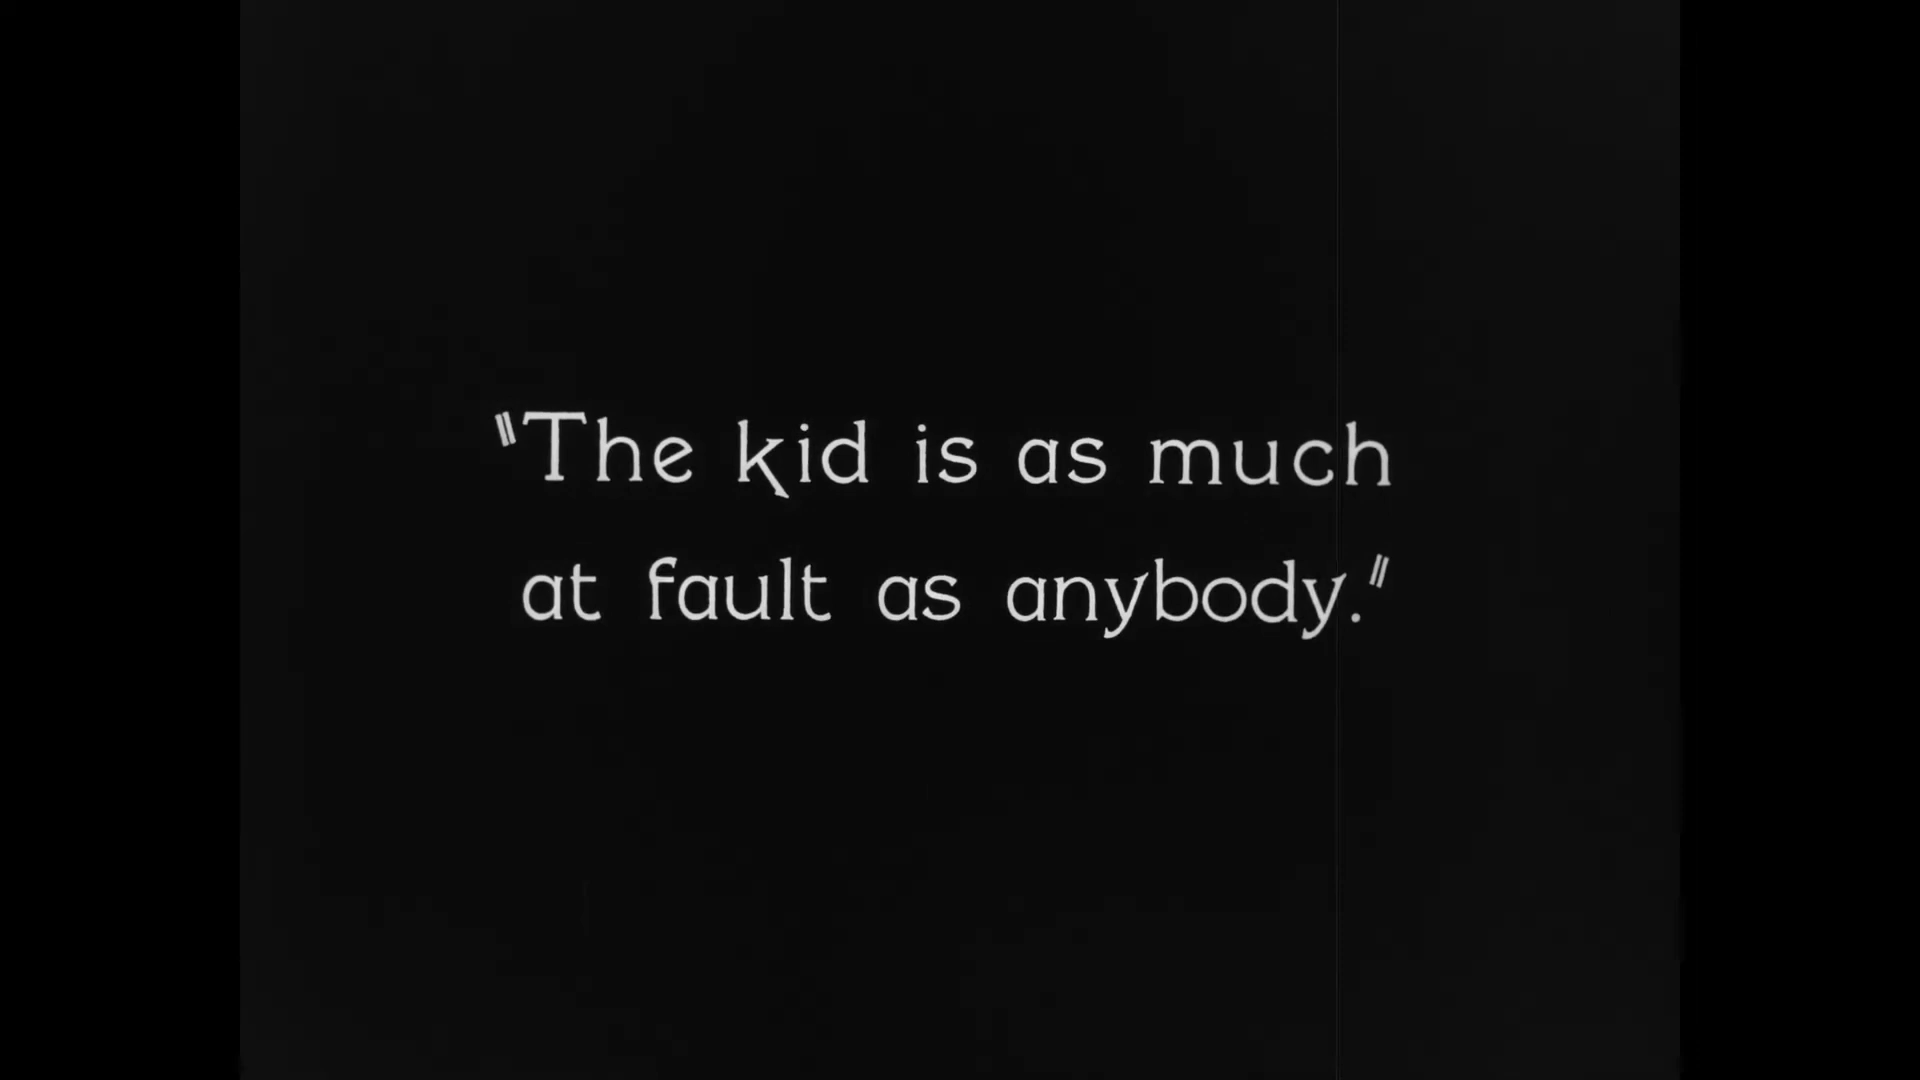 "The kid is as much
at fault as anybody."